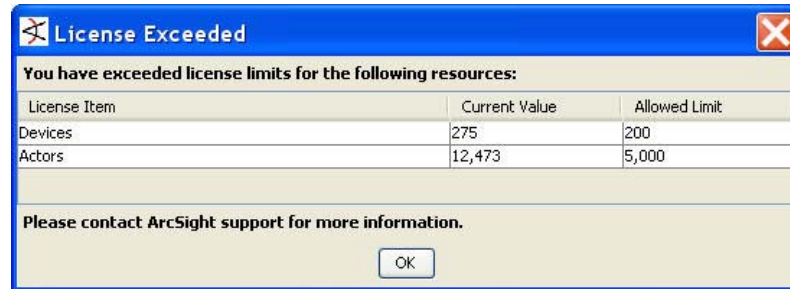 License Exceeded
You have exceeded license limits for the following resources:
License Item Current Value Allowed Limit
Devices 275 200
Actors 12,473 5,000
Please contact ArcSight support for more information.
OK